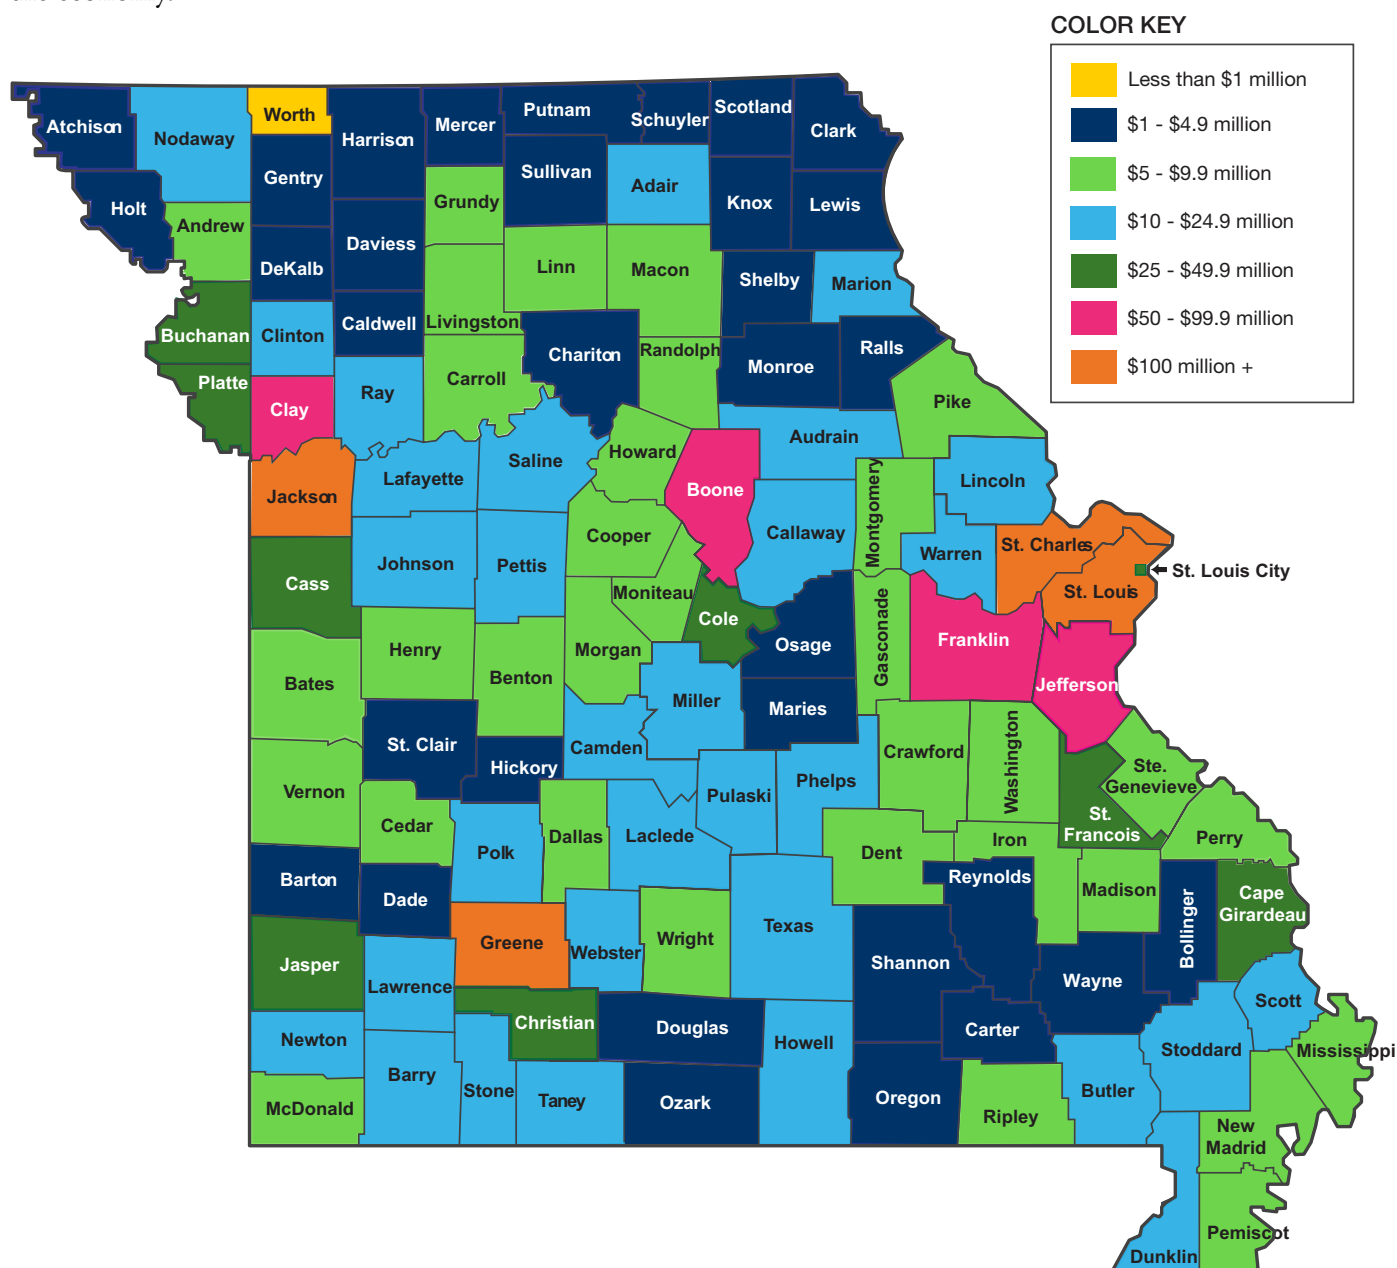 COLOR KEY
Less than $1 million
$1 - $4.9 million
$5 - $9.9 million
$10 - $24.9 million
$25 - $49.9 million
$50 - $99.9 million
$100 million +
Atchison
Nodaway
Worth
Harrison
Mercer
Putnam
Schuyler
Scotland
Clark
Holt
Andrew
Gentry
DeKalb
Daviess
Grundy
Sullivan
Adair
Knox
Lewis
Buchanan
Clinton
Caldwell
Livingston
Linn
Macon
Shelby
Marion
Platte
Clay
Ray
Carroll
Chariton
Randolph
Monroe
Ralls
Pike
Jackson
Lafayette
Saline
Howard
Boone
Audrain
Callaway
Montgomery
Lincoln
Warren
St. Charles
St. Louis
St. Louis City
Cass
Johnson
Pettis
Cooper
Moniteau
Cole
Osage
Gasconade
Franklin
Jefferson
Bates
Henry
Benton
Morgan
Miller
Maries
Camden
St. Clair
Hickory
Vernon
Cedar
Polk
Dallas
Laclede
Pulaski
Phelps
Crawford
Washington
Ste.
Genevieve
St.
Francois
Perry
Dent
Iron
Reynolds
Madison
Bollinger
Cape
Girardeau
Barton
Dade
Greene
Webster
Wright
Texas
Shannon
Wayne
Jasper
Lawrence
Christian
Douglas
Howell
Carter
Scott
Stoddard
Mississippi
Newton
McDonald
Barry
Stone
Taney
Ozark
Oregon
Ripley
Butler
New
Madrid
Dunklin
Pemiscot